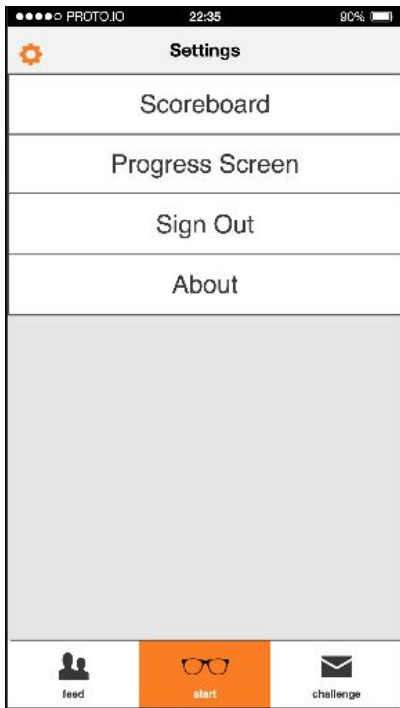 PROTO.IO 22:35 90%
Settings
Scoreboard
Progress Screen
Sign Out
About
feed start challenge